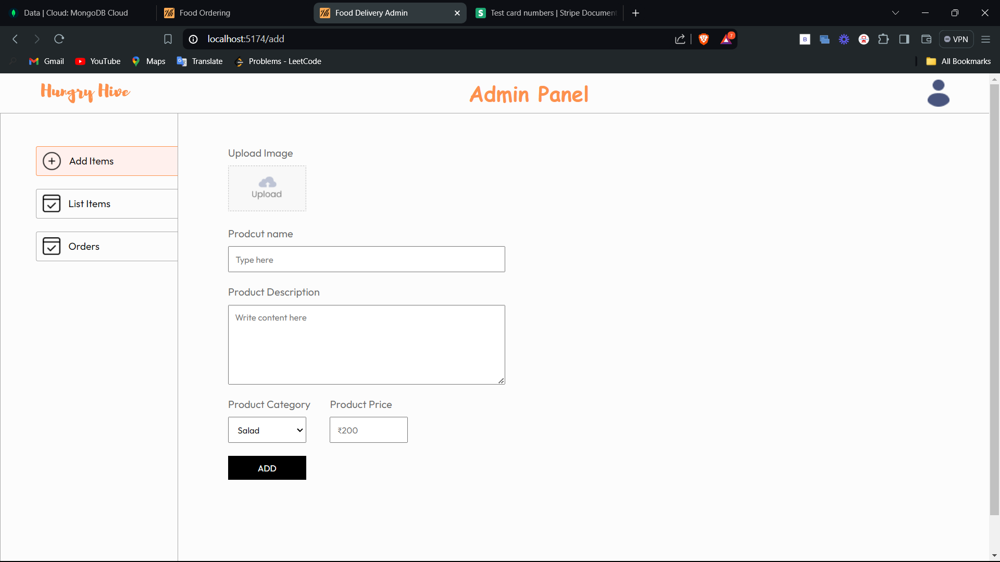 Data | Cloud: MongoDB Cloud
Food Ordering
Food Delivery Admin
S Test card numbers | Stripe Document
localhost:5174/add
7
B
VPN
Gmail
YouTube
Maps
Translate
Problems - LeetCode
All Bookmarks
Hungry Hive
Admin Panel
Add Items
List Items
Orders
Upload Image
Upload
Prodcut name
Type here
Product Description
Write content here
Product Category
Product Price
Salad
₹200
ADD